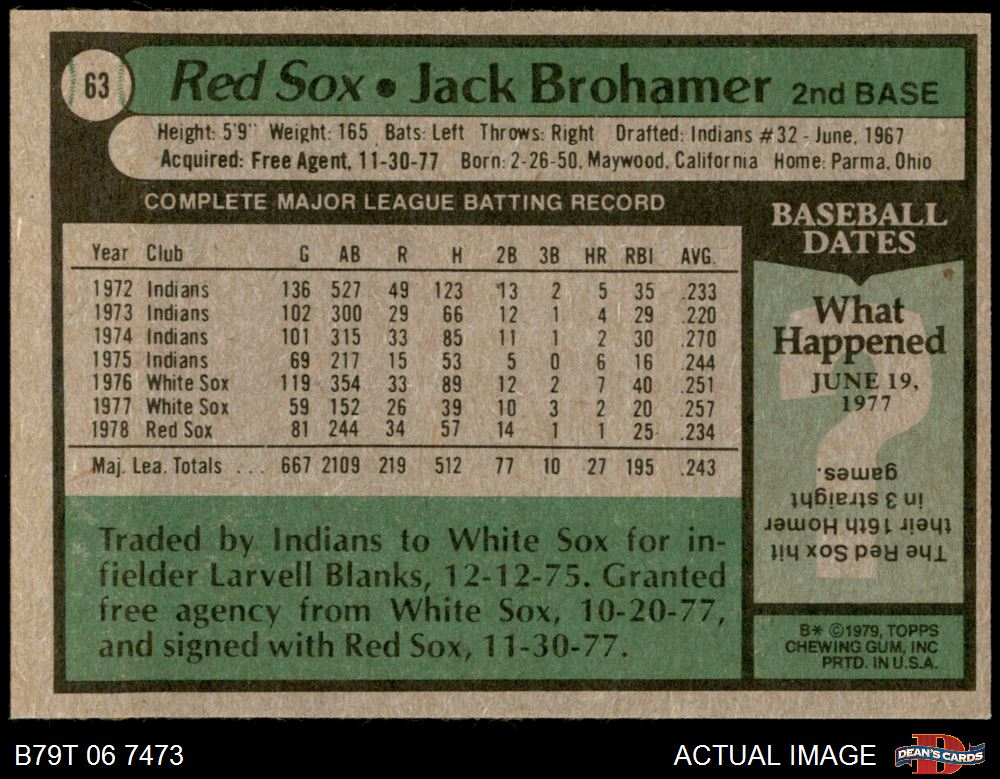 63
Red Sox • Jack Brohamer 2nd BASE
Height: 5'9" Weight: 165 Bats: Left Throws: Right Drafted: Indians #32 - June, 1967
Acquired: Free Agent, 11-30-77 Born: 2-26-50, Maywood, California Home: Parma, Ohio
COMPLETE MAJOR LEAGUE BATTING RECORD
Year Club G AB R H 2B 3B HR RBI AVG.
1972 Indians 136 527 49 123 13 2 5 35 .233
1973 Indians 102 300 29 66 12 1 4 29 .220
1974 Indians 101 315 33 85 11 1 2 30 .270
1975 Indians 69 217 15 53 5 0 6 16 .244
1976 White Sox 119 354 33 89 12 2 7 40 .251
1977 White Sox 59 152 26 39 10 3 2 20 .257
1978 Red Sox 81 244 34 57 14 1 1 25 .234
Maj. Lea. Totals ... 667 2109 219 512 77 10 27 195 .243
Traded by Indians to White Sox for in-
fielder Larvell Blanks, 12-12-75. Granted
free agency from White Sox, 10-20-77,
and signed with Red Sox, 11-30-77.
BASEBALL
DATES
What
Happened
JUNE 19,
1977
?
The Red Sox hit
their 16th Homer
in 3 straight
games.
B* ©1979, TOPPS
CHEWING GUM, INC
PRTD. IN U.S.A.
B79T 06 7473
ACTUAL IMAGE
D
DEAN'S CARDS